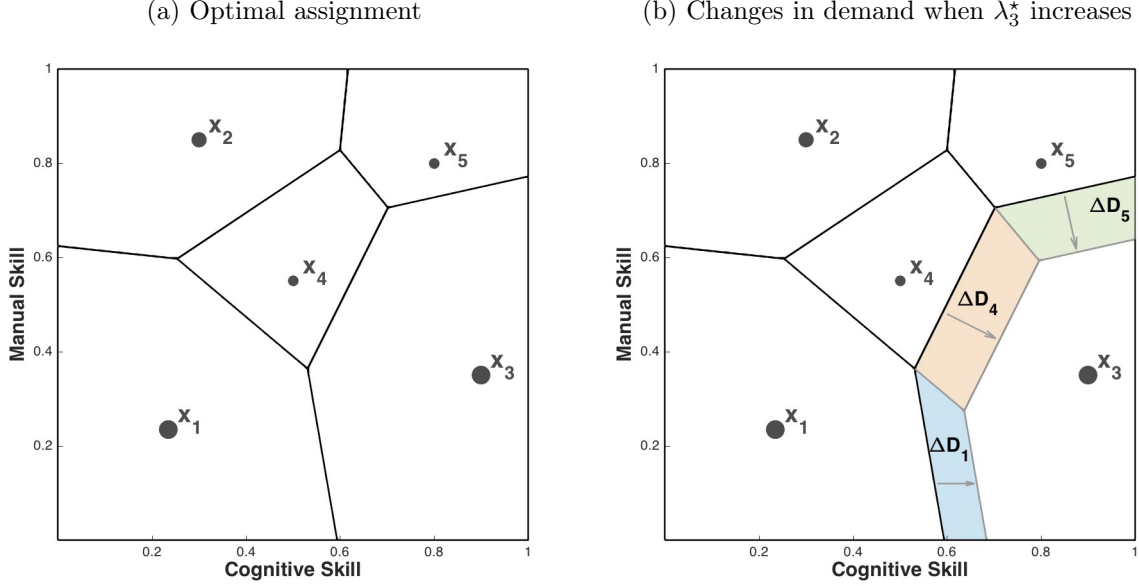 (a) Optimal assignment
1
0.8
0.6
0.4
0.2
0.2
0.4
0.6
0.8
1
Manual Skill
Cognitive Skill
x₂
x₅
x₄
x₃
x₁
(b) Changes in demand when λ₃⋆ increases
1
0.8
0.6
0.4
0.2
0.2
0.4
0.6
0.8
1
Manual Skill
Cognitive Skill
x₂
x₅
ΔD₅
x₄
ΔD₄
x₃
x₁
ΔD₁